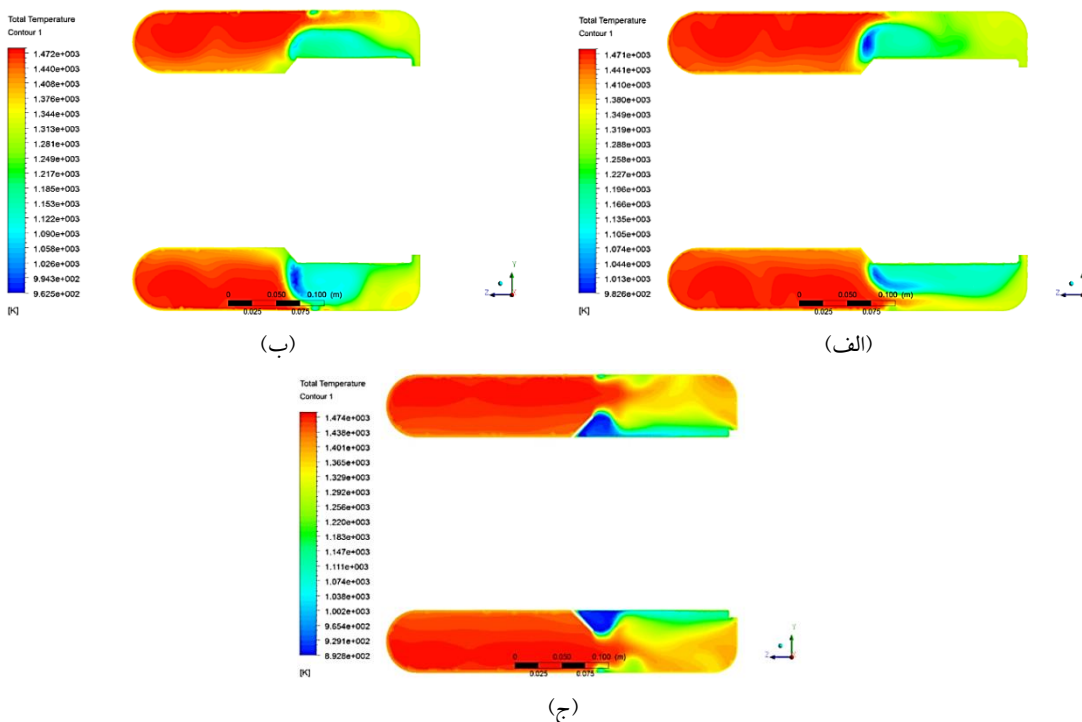 Total Temperature
Contour 1
1.472e+003
1.440e+003
1.408e+003
1.376e+003
1.344e+003
1.313e+003
1.281e+003
1.249e+003
1.217e+003
1.185e+003
1.153e+003
1.122e+003
1.090e+003
1.058e+003
1.026e+003
9.943e+002
9.625e+002
[K]
0 0.050 0.100 (m)
0.025 0.075
Y
Z
(ب)
Total Temperature
Contour 1
1.471e+003
1.441e+003
1.410e+003
1.380e+003
1.349e+003
1.319e+003
1.288e+003
1.258e+003
1.227e+003
1.196e+003
1.166e+003
1.135e+003
1.105e+003
1.074e+003
1.044e+003
1.013e+003
9.826e+002
[K]
0 0.050 0.100 (m)
0.025 0.075
Z
(الف)
Total Temperature
Contour 1
1.474e+003
1.438e+003
1.401e+003
1.365e+003
1.329e+003
1.292e+003
1.256e+003
1.220e+003
1.183e+003
1.147e+003
1.111e+003
1.074e+003
1.038e+003
1.002e+003
9.654e+002
9.291e+002
8.928e+002
[K]
0 0.050 0.100 (m)
0.025 0.075
Y
Z
(ج)